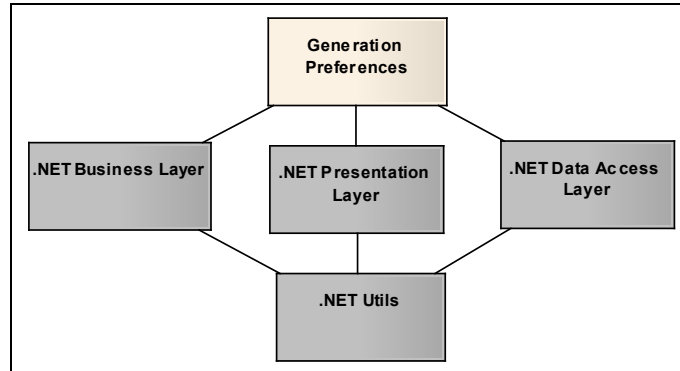 Generation
Preferences
.NET Business Layer
.NET Presentation
Layer
.NET Data Access
Layer
.NET Utils